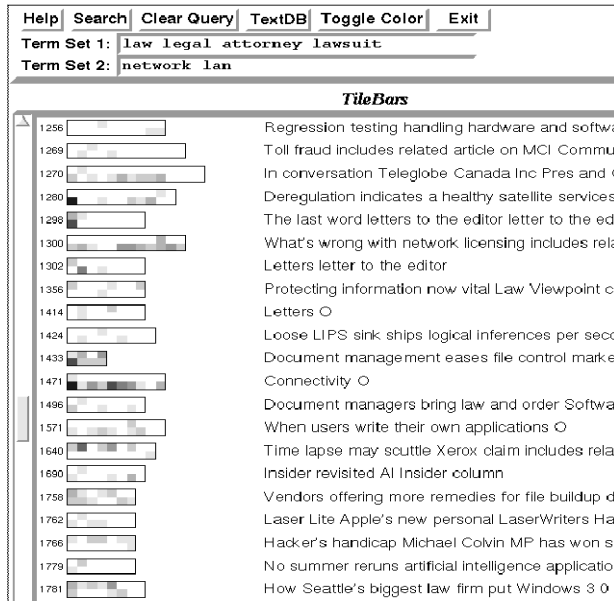 Help Search Clear Query TextDB Toggle Color Exit
Term Set 1: law legal attorney lawsuit
Term Set 2: network lan
TileBars
1256 Regression testing handling hardware and softwa
1269 Toll fraud includes related article on MCI Commu
1270 In conversation Teleglobe Canada Inc Pres and
1280 Deregulation indicates a healthy satellite services
1298 The last word letters to the editor letter to the ed
1300 What's wrong with network licensing includes rela
1302 Letters letter to the editor
1356 Protecting information now vital Law Viewpoint c
1414 Letters O
1424 Loose LIPS sink ships logical inferences per seco
1433 Document management eases file control marke
1471 Connectivity O
1496 Document managers bring law and order Softwa
1571 When users write their own applications O
1640 Time lapse may scuttle Xerox claim includes rela
1690 Insider revisited AI Insider column
1758 Vendors offering more remedies for file buildup d
1762 Laser Lite Apple's new personal LaserWriters Ha
1766 Hacker's handicap Michael Colvin MP has won s
1779 No summer reruns artificial intelligence applicatio
1781 How Seattle's biggest law firm put Windows 3 0